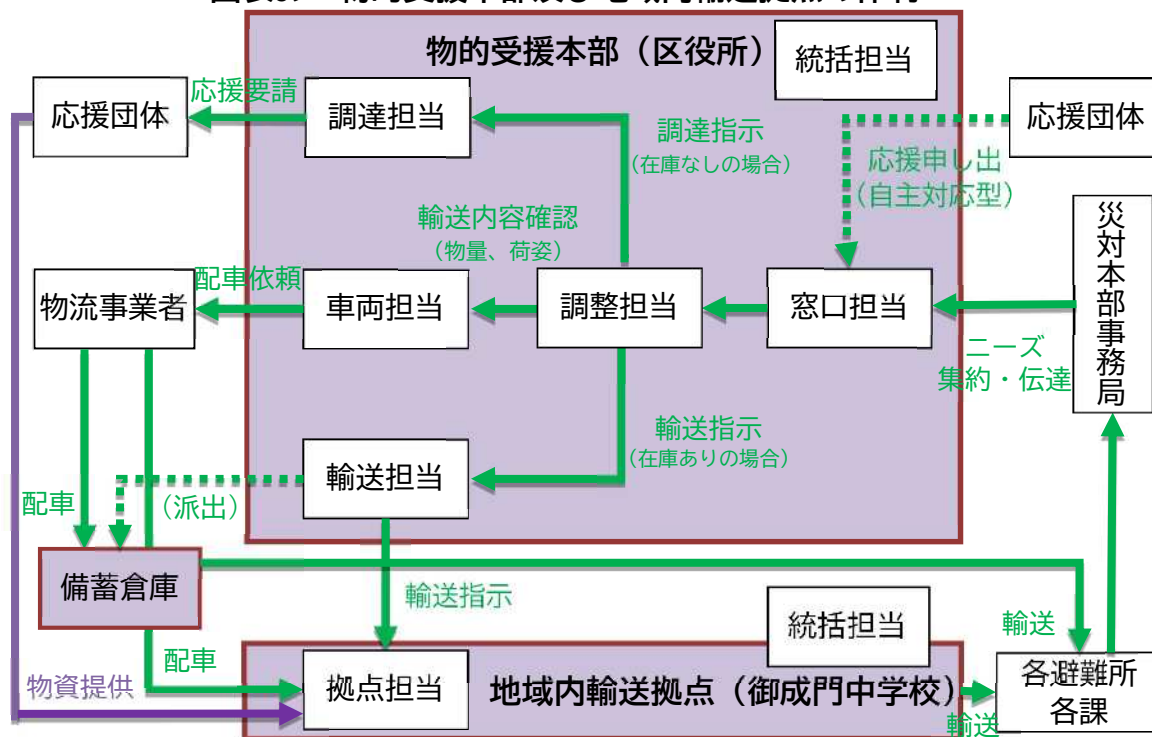 物的受援本部（区役所）
統括担当
応援団体
応援要請
調達担当
調達指示
（在庫なしの場合）
応援申し出
（自主対応型）
応援団体
輸送内容確認
（物量、荷姿）
災対本部事務局
物流事業者
配車依頼
車両担当
調整担当
窓口担当
ニーズ
集約・伝達
輸送指示
（在庫ありの場合）
輸送担当
配車
（派出）
備蓄倉庫
輸送指示
統括担当
輸送
配車
物資提供
拠点担当
地域内輸送拠点（御成門中学校）
輸送
各避難所
各課